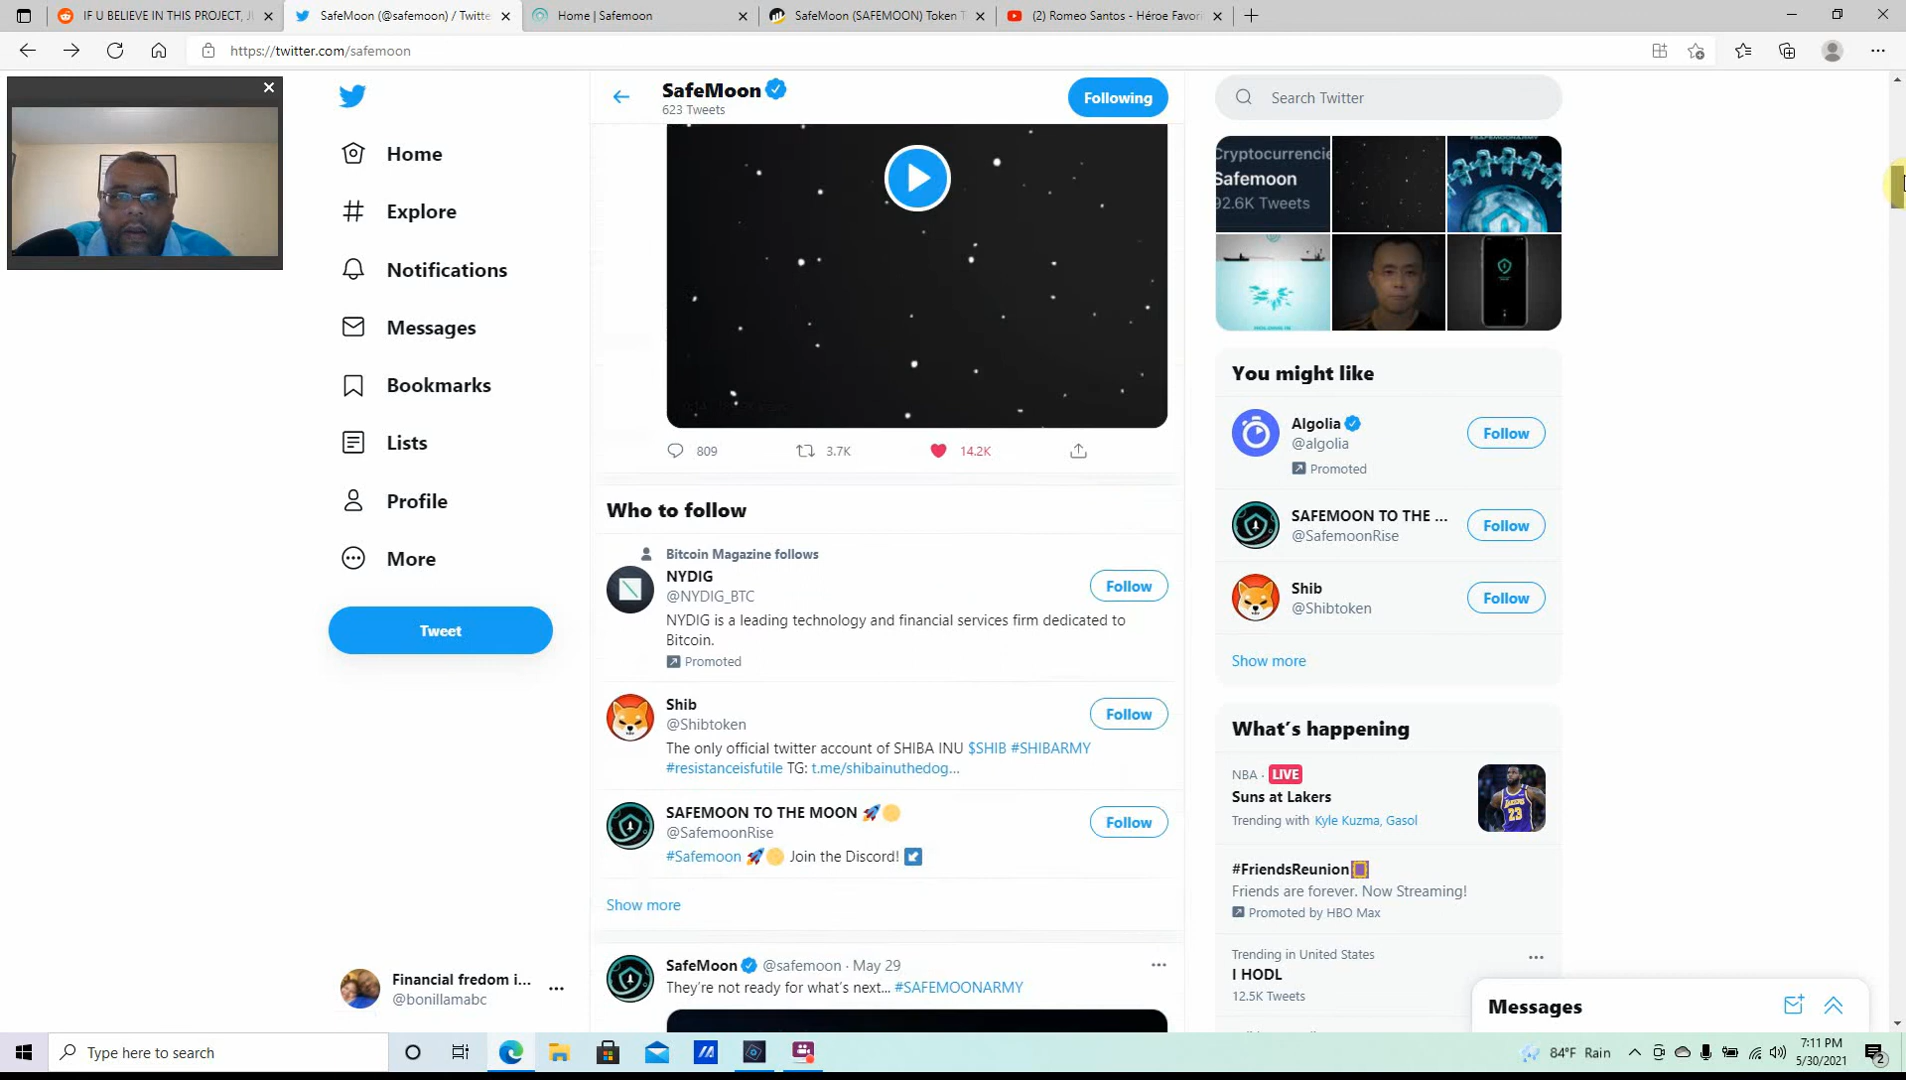 IF U BELIEVE IN THIS PROJECT, JU
SafeMoon (@safemoon) / Twitte
Home | Safemoon
SafeMoon (SAFEMOON) Token T
(2) Romeo Santos - Héroe Favori
https://twitter.com/safemoon
SafeMoon
623 Tweets
Following
Search Twitter
Home
Explore
Notifications
Messages
Bookmarks
Lists
Profile
More
Tweet
Financial fredom i...
@bonillamabc
809
3.7K
14.2K
Who to follow
Bitcoin Magazine follows
NYDIG
@NYDIG_BTC
Follow
NYDIG is a leading technology and financial services firm dedicated to
Bitcoin.
Promoted
Shib
@Shibtoken
Follow
The only official twitter account of SHIBA INU $SHIB #SHIBARMY
#resistanceisfutile TG: t.me/shibainuthedog...
SAFEMOON TO THE MOON 🚀🌕
@SafemoonRise
Follow
#Safemoon 🚀🌕 Join the Discord! ↙️
Show more
SafeMoon @safemoon · May 29
They're not ready for what's next... #SAFEMOONARMY
Cryptocurrencie
Safemoon
92.6K Tweets
You might like
Algolia
@algolia
Follow
Promoted
SAFEMOON TO THE ...
@SafemoonRise
Follow
Shib
@Shibtoken
Follow
Show more
What's happening
NBA · LIVE
Suns at Lakers
Trending with Kyle Kuzma, Gasol
#FriendsReunion
Friends are forever. Now Streaming!
Promoted by HBO Max
Trending in United States
I HODL
12.5K Tweets
Messages
Type here to search
84°F Rain
7:11 PM
5/30/2021
2